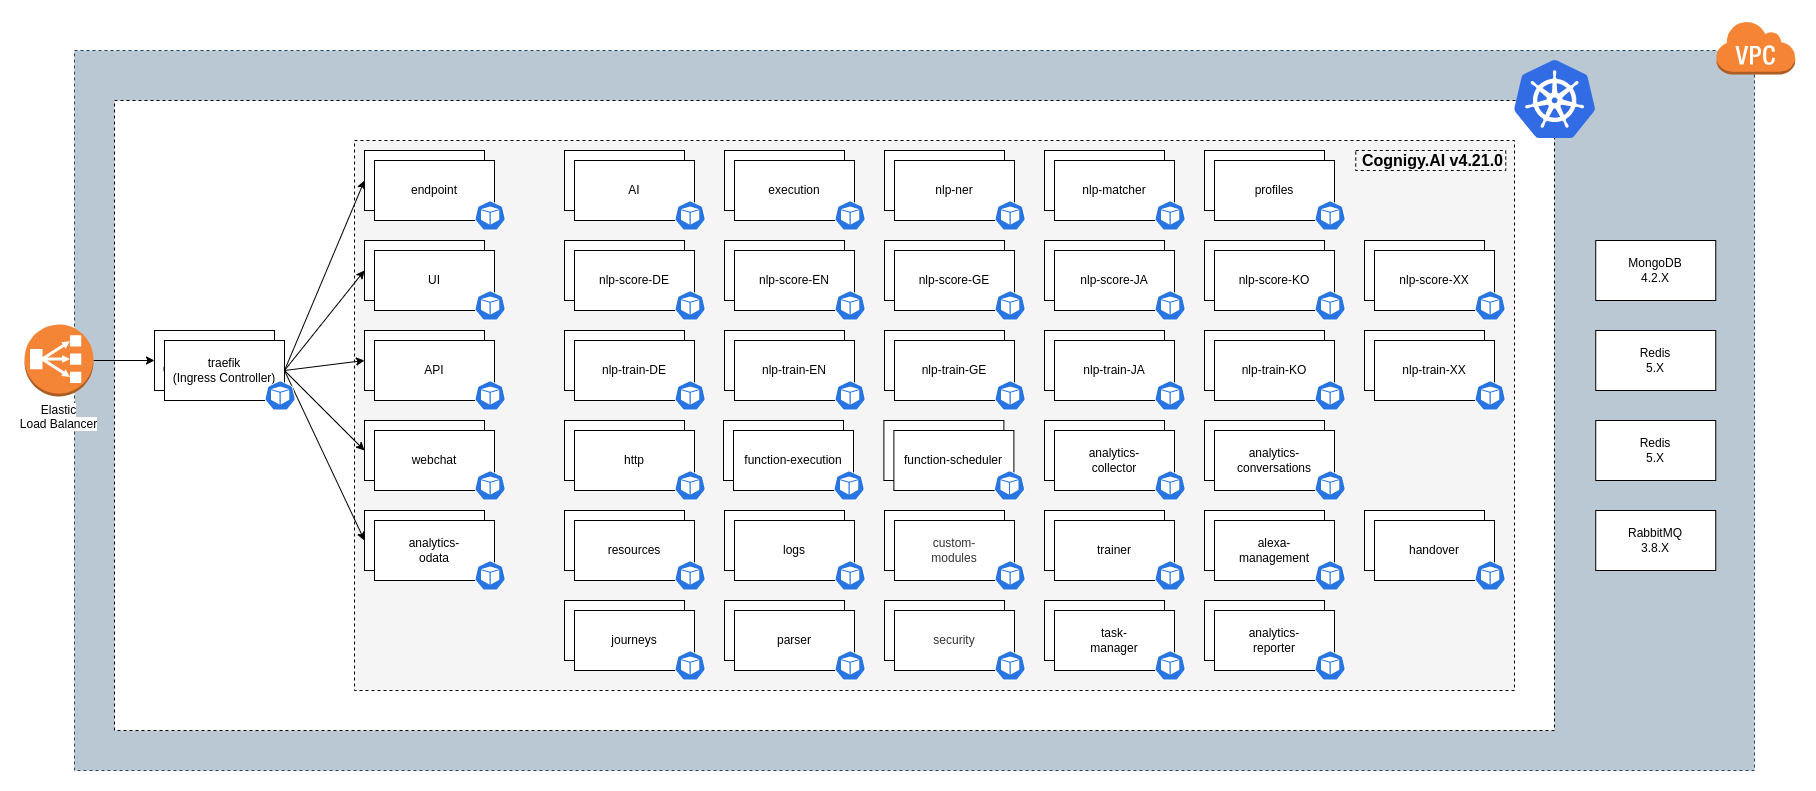 VPC
Cognigy.AI v4.21.0
endpoint
AI
execution
nlp-ner
nlp-matcher
profiles
UI
nlp-score-DE
nlp-score-EN
nlp-score-GE
nlp-score-JA
nlp-score-KO
nlp-score-XX
MongoDB
4.2.X
traefik
(Ingress Controller)
API
nlp-train-DE
nlp-train-EN
nlp-train-GE
nlp-train-JA
nlp-train-KO
nlp-train-XX
Redis
5.X
Elastic
Load Balancer
webchat
http
function-execution
function-scheduler
analytics-
collector
analytics-
conversations
Redis
5.X
analytics-
odata
resources
logs
custom-
modules
trainer
alexa-
management
handover
RabbitMQ
3.8.X
journeys
parser
security
task-
manager
analytics-
reporter